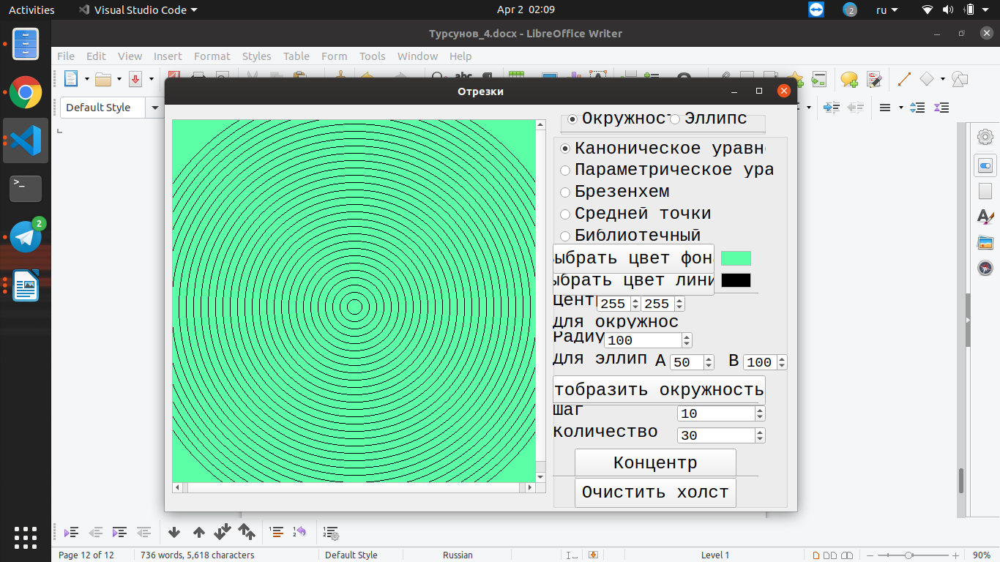 Activities
Visual Studio Code
Apr 2 02:09
2
ru
Турсунов_4.docx - LibreOffice Writer
File Edit View Insert Format Styles Table Form Tools Window Help
Default Style
Отрезки
Окружност Эллипс
Каноническое уравн
Параметрическое ура
Брезенхем
Средней точки
Библиотечный
ыбрать цвет фон
ыбрать цвет лини
Цент 255 255
Для окружнос
Радиу 100
Для эллип A 50 B 100
тобразить окружность
Шаг 10
Количество 30
Концентр
Очистить холст
2
Page 12 of 12 736 words, 5,618 characters Default Style Russian Level 1 90%